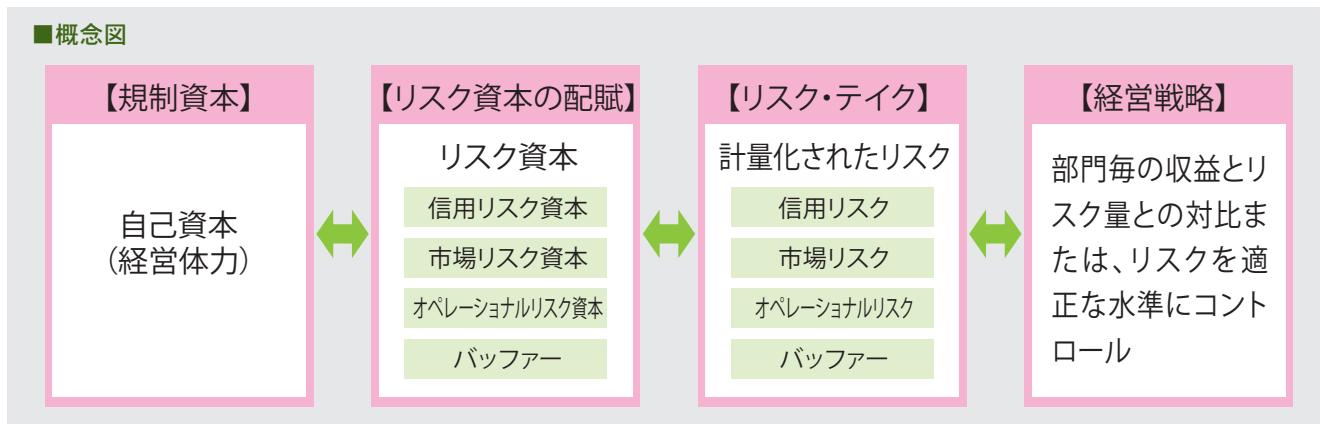 ■概念図
【規制資本】
自己資本
（経営体力）
【リスク資本の配賦】
リスク資本
信用リスク資本
市場リスク資本
オペレーショナルリスク資本
バッファー
【リスク・テイク】
計量化されたリスク
信用リスク
市場リスク
オペレーショナルリスク
バッファー
【経営戦略】
部門毎の収益とリ
スク量との対比ま
たは、リスクを適
正な水準にコント
ロール